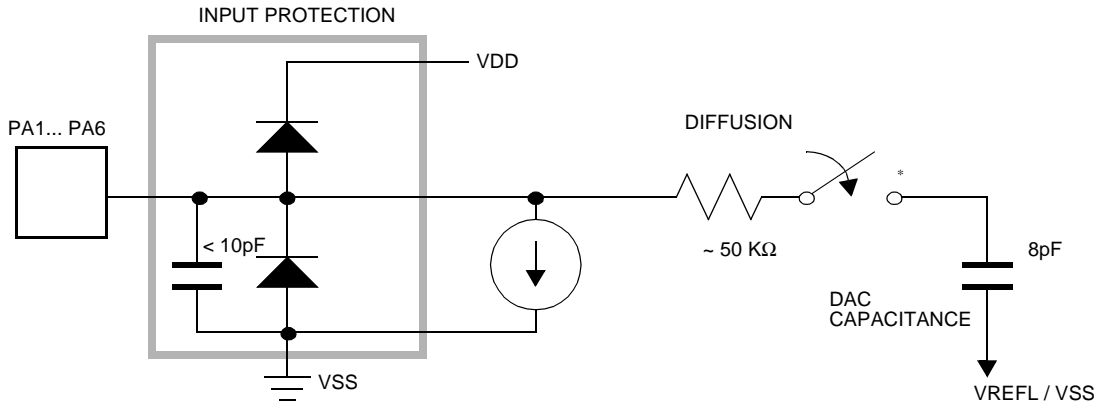 INPUT PROTECTION
VDD
PA1... PA6
DIFFUSION
*
< 10pF
~ 50 KΩ
8pF
DAC
CAPACITANCE
VSS
VREFL / VSS